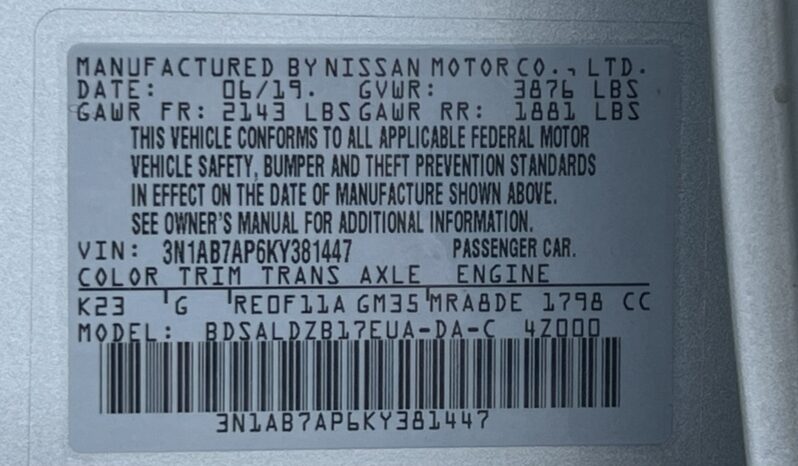 MANUFACTURED BY NISSAN MOTOR CO., LTD.
DATE: 06/19. GVWR: 3876 LBS
GAWR FR: 2143 LBS GAWR RR: 1881 LBS
THIS VEHICLE CONFORMS TO ALL APPLICABLE FEDERAL MOTOR
VEHICLE SAFETY, BUMPER AND THEFT PREVENTION STANDARDS
IN EFFECT ON THE DATE OF MANUFACTURE SHOWN ABOVE.
SEE OWNER'S MANUAL FOR ADDITIONAL INFORMATION.
VIN: 3N1AB7AP6KY381447 PASSENGER CAR.
COLOR TRIM TRANS AXLE ENGINE
K23 G RE0F11A GM35 MRA8DE 1798 CC
MODEL: BDSALDZB17EUA-DA-C 4Z000
3N1AB7AP6KY381447